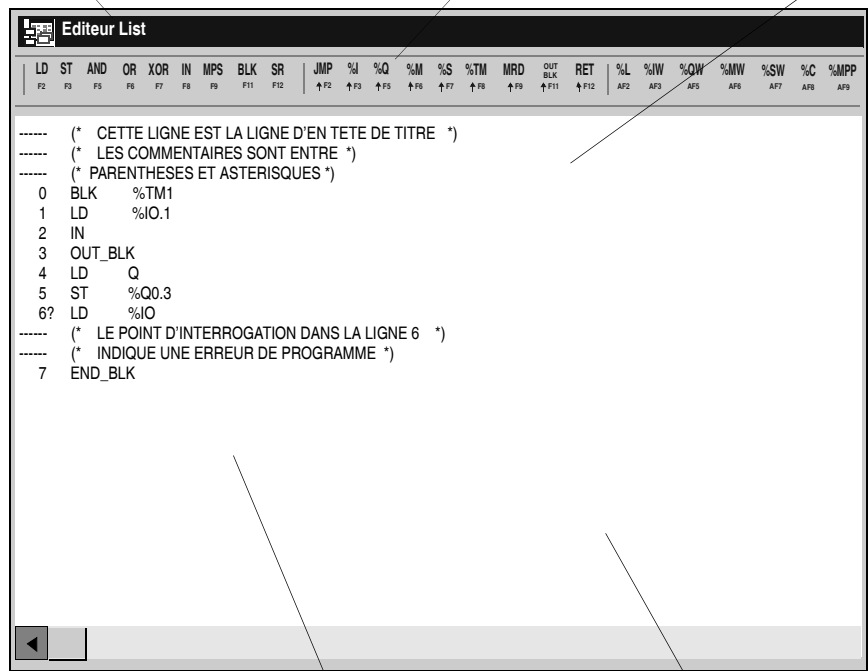 Editeur List
LD ST AND OR XOR IN MPS BLK SR JMP %I %Q %M %S %TM MRD OUT BLK RET %L %IW %QW %MW %SW %C %MPP
F2 F3 F5 F6 F7 F8 F9 F11 F12 ↑F2 ↑F3 ↑F5 ↑F6 ↑F7 ↑F8 ↑F9 ↑F11 ↑F12 AF2 AF3 AF5 AF6 AF7 AF8 AF9
------ (* CETTE LIGNE EST LA LIGNE D'EN TETE DE TITRE *)
------ (* LES COMMENTAIRES SONT ENTRE *)
------ (* PARENTHESES ET ASTERISQUES *)
0 BLK %TM1
1 LD %IO.1
2 IN
3 OUT_BLK
4 LD Q
5 ST %Q0.3
6? LD %IO
------ (* LE POINT D'INTERROGATION DANS LA LIGNE 6 *)
------ (* INDIQUE UNE ERREUR DE PROGRAMME *)
7 END_BLK